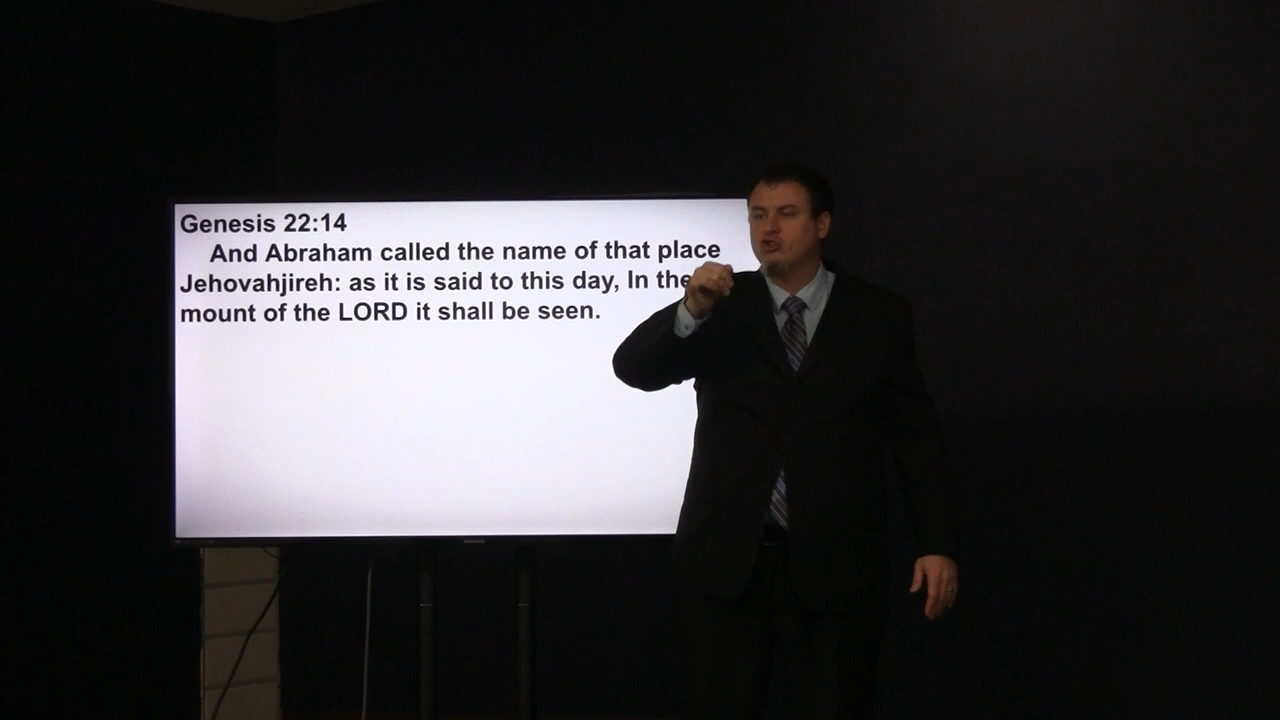 Genesis 22:14
And Abraham called the name of that place
Jehovahjireh: as it is said to this day, In the
mount of the LORD it shall be seen.